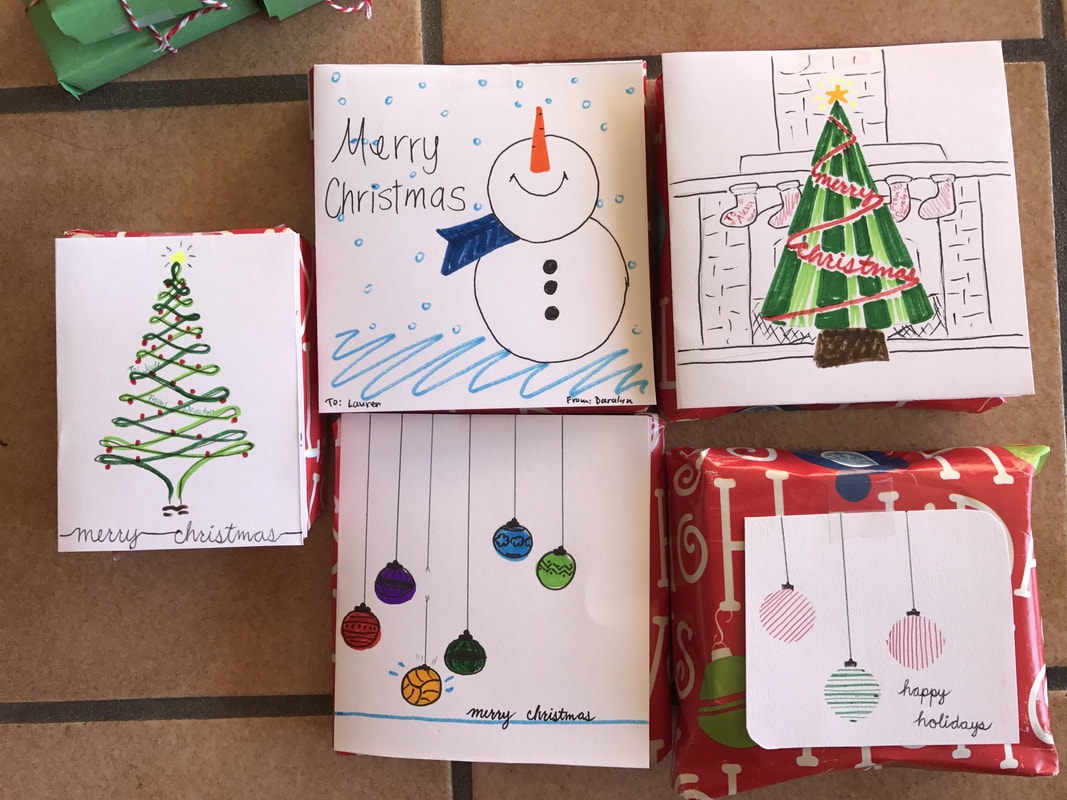 Merry
Christmas
To: Lauren
From: Daralyn
merry
christmas
merry christmas
merry christmas
happy
holidays